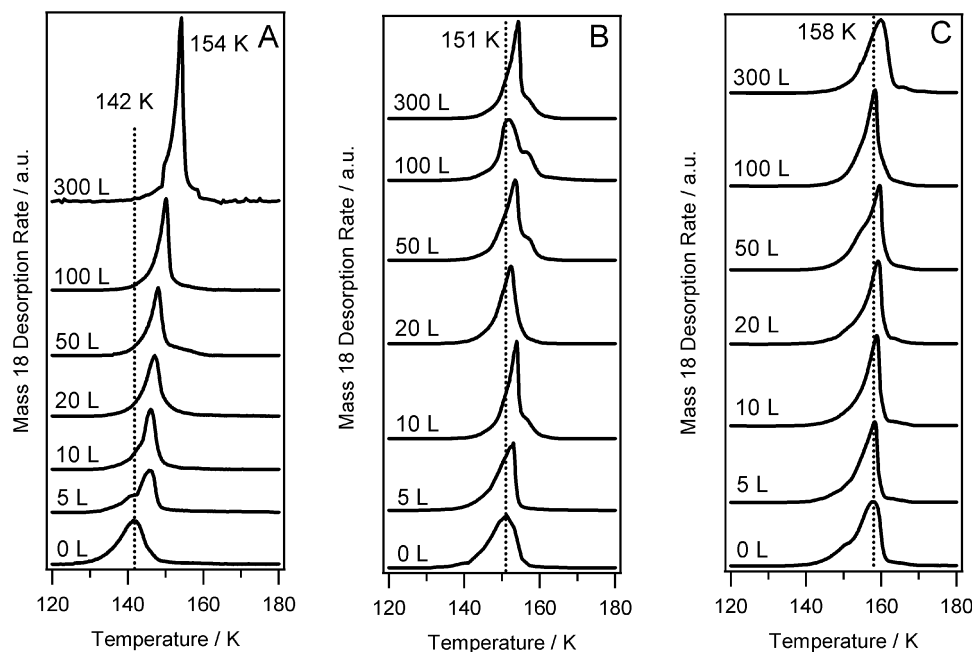 A
154 K
142 K
300 L
100 L
50 L
20 L
10 L
5 L
0 L
120 140 160 180
Temperature / K
Mass 18 Desorption Rate / a.u.
B
151 K
300 L
100 L
50 L
20 L
10 L
5 L
0 L
120 140 160 180
Temperature / K
Mass 18 Desorption Rate / a.u.
C
158 K
300 L
100 L
50 L
20 L
10 L
5 L
0 L
120 140 160 180
Temperature / K
Mass 18 Desorption Rate / a.u.